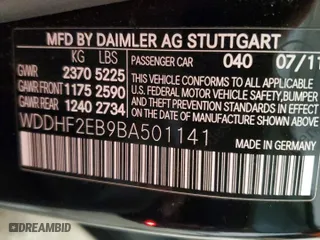 MFD BY DAIMLER AG STUTTGART
KG LBS PASSENGER CAR 040 07/11
GVWR 2370 5225 THIS VEHICLE CONFORMS TO ALL APPLICABLE
GAWR FRONT 1175 2590 U.S. FEDERAL MOTOR VEHICLE SAFETY, BUMPER
GAWR REAR 1240 2734 AND THEFT PREVENTION STANDARDS IN EFFECT
ON THE DATE OF MANUFACTURE SHOWN ABOVE.
WDDHF2EB9BA501141 MADE IN GERMANY
DREAMBID